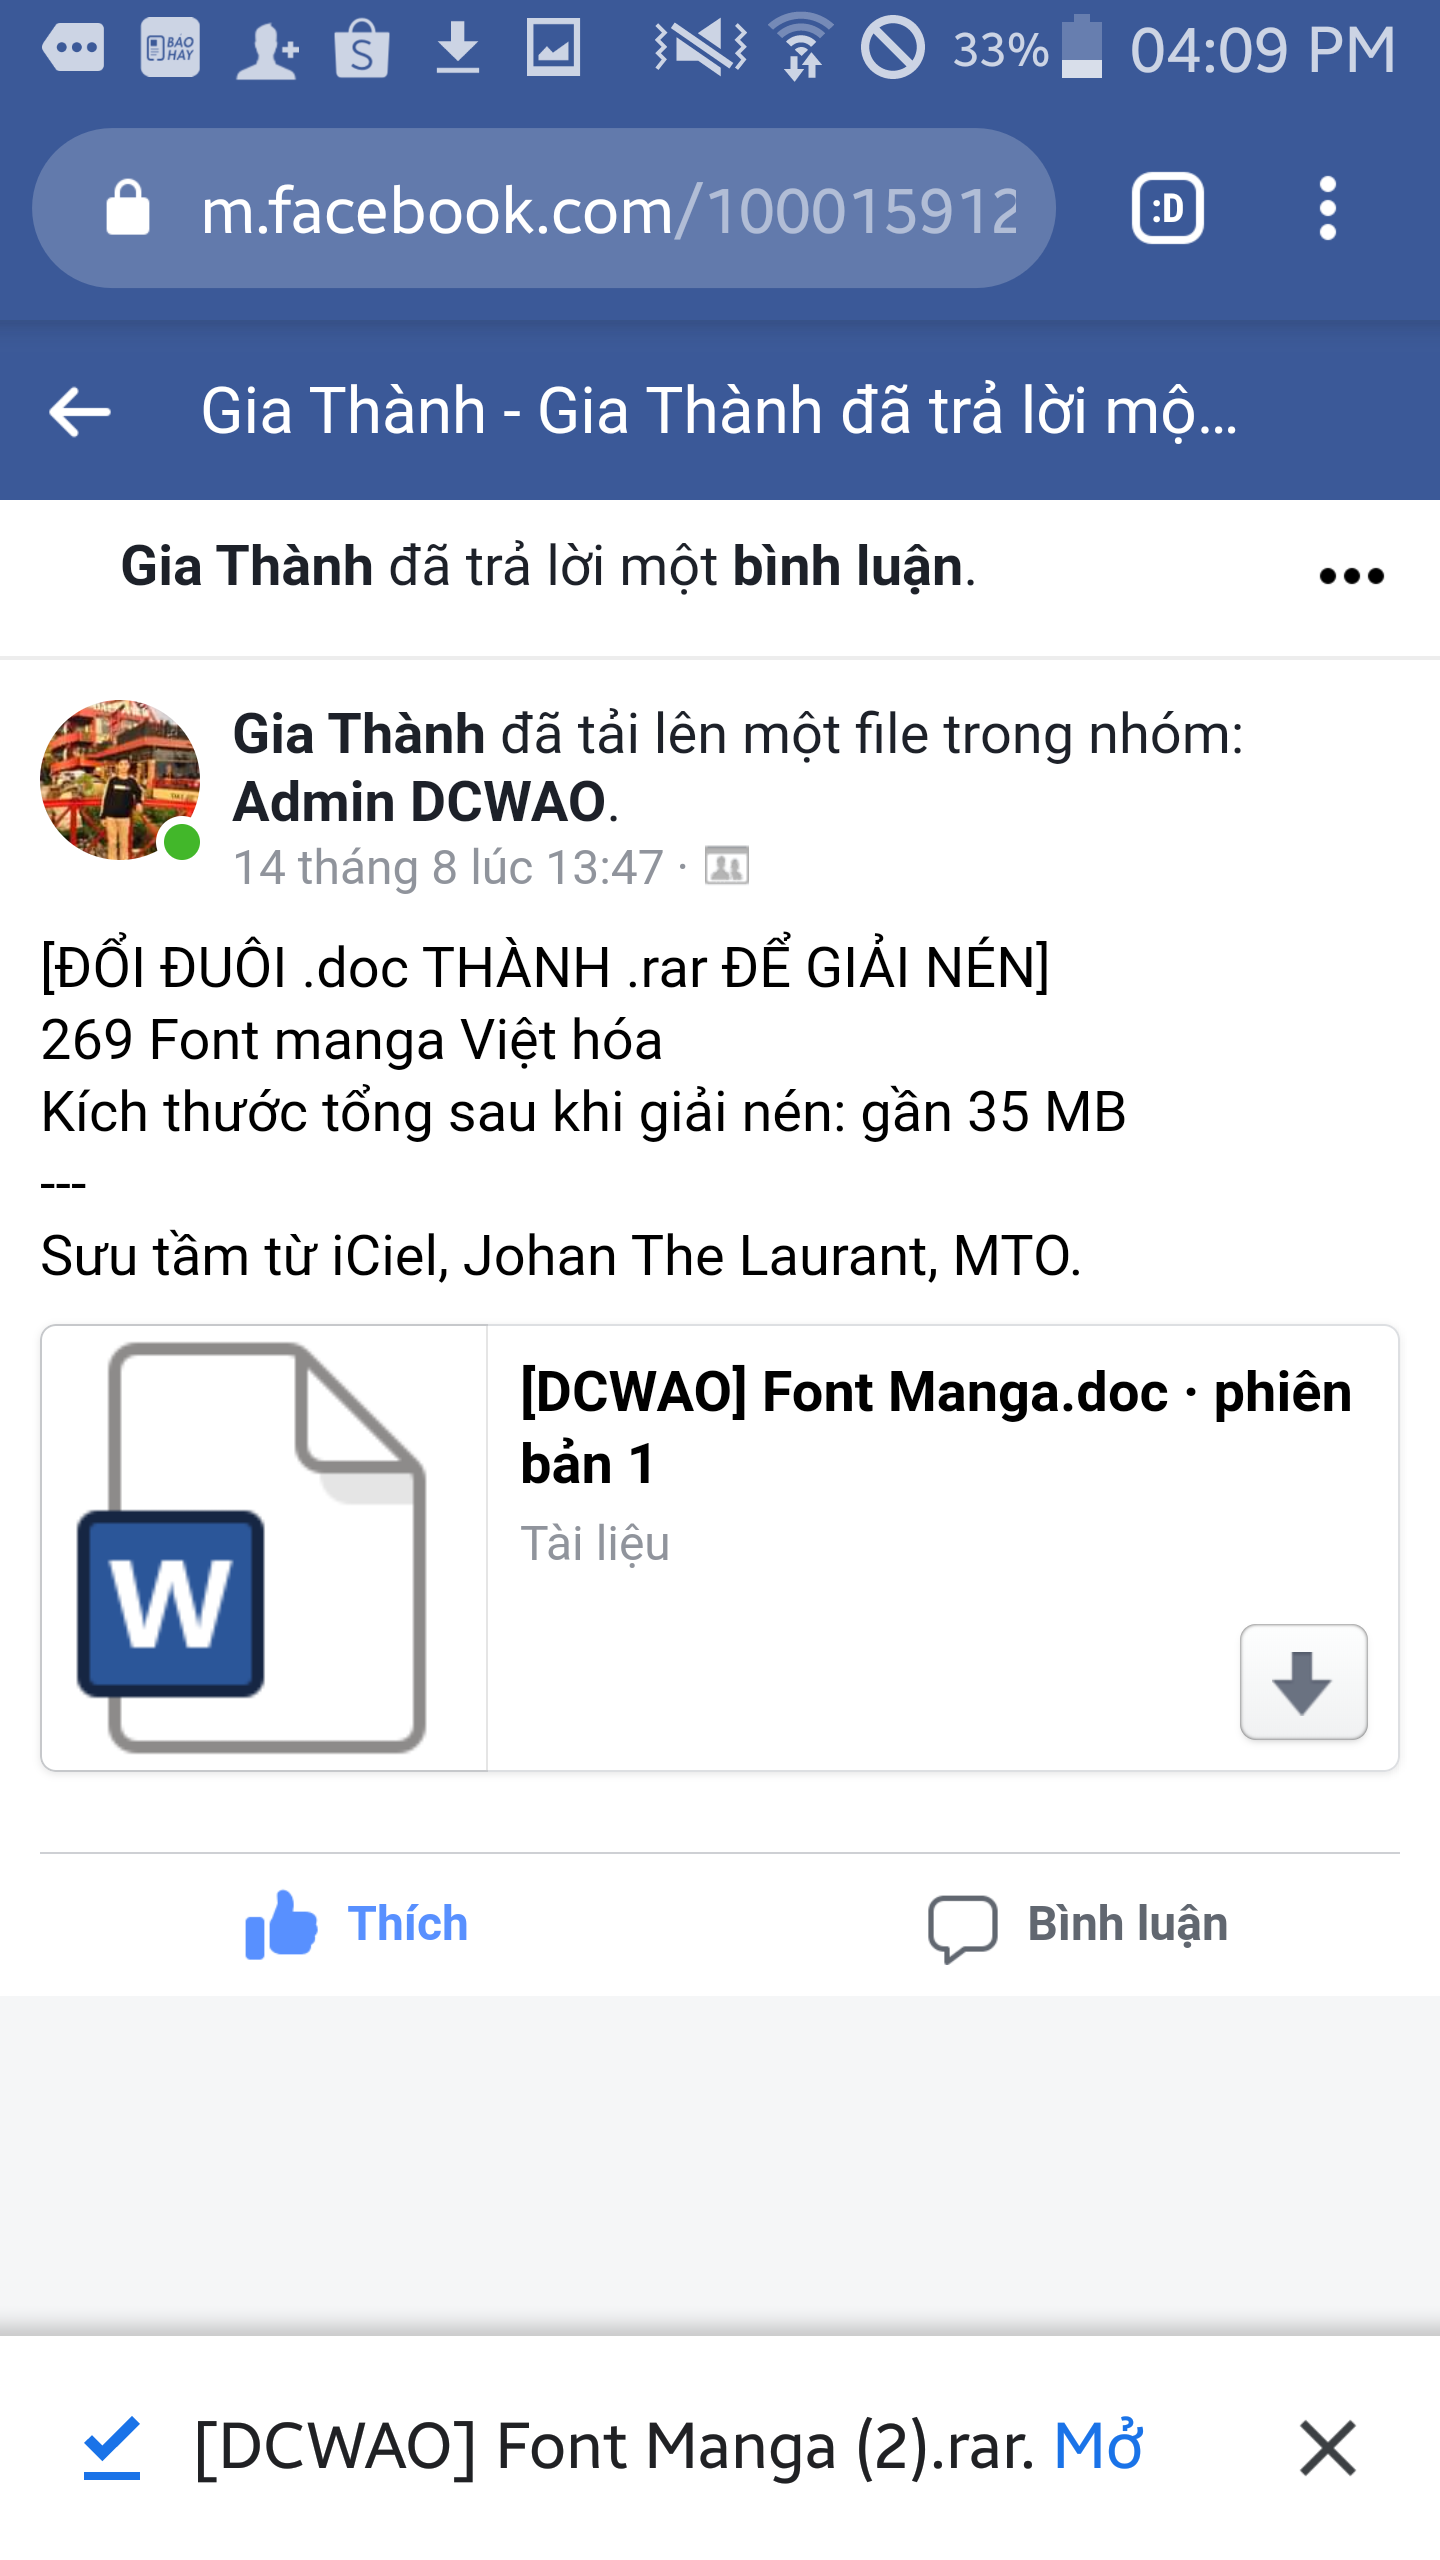 BÁO HAY
S
33% 04:09 PM
m.facebook.com/100015912
:D
Gia Thành - Gia Thành đã trả lời mộ...
Gia Thành đã trả lời một bình luận.
Gia Thành đã tải lên một file trong nhóm:
Admin DCWAO.
14 tháng 8 lúc 13:47 ·
[ĐỔI ĐUÔI .doc THÀNH .rar ĐỂ GIẢI NÉN]
269 Font manga Việt hóa
Kích thước tổng sau khi giải nén: gần 35 MB
---
Sưu tầm từ iCiel, Johan The Laurant, MTO.
[DCWAO] Font Manga.doc · phiên
bản 1
Tài liệu
W
Thích
Bình luận
[DCWAO] Font Manga (2).rar. Mở